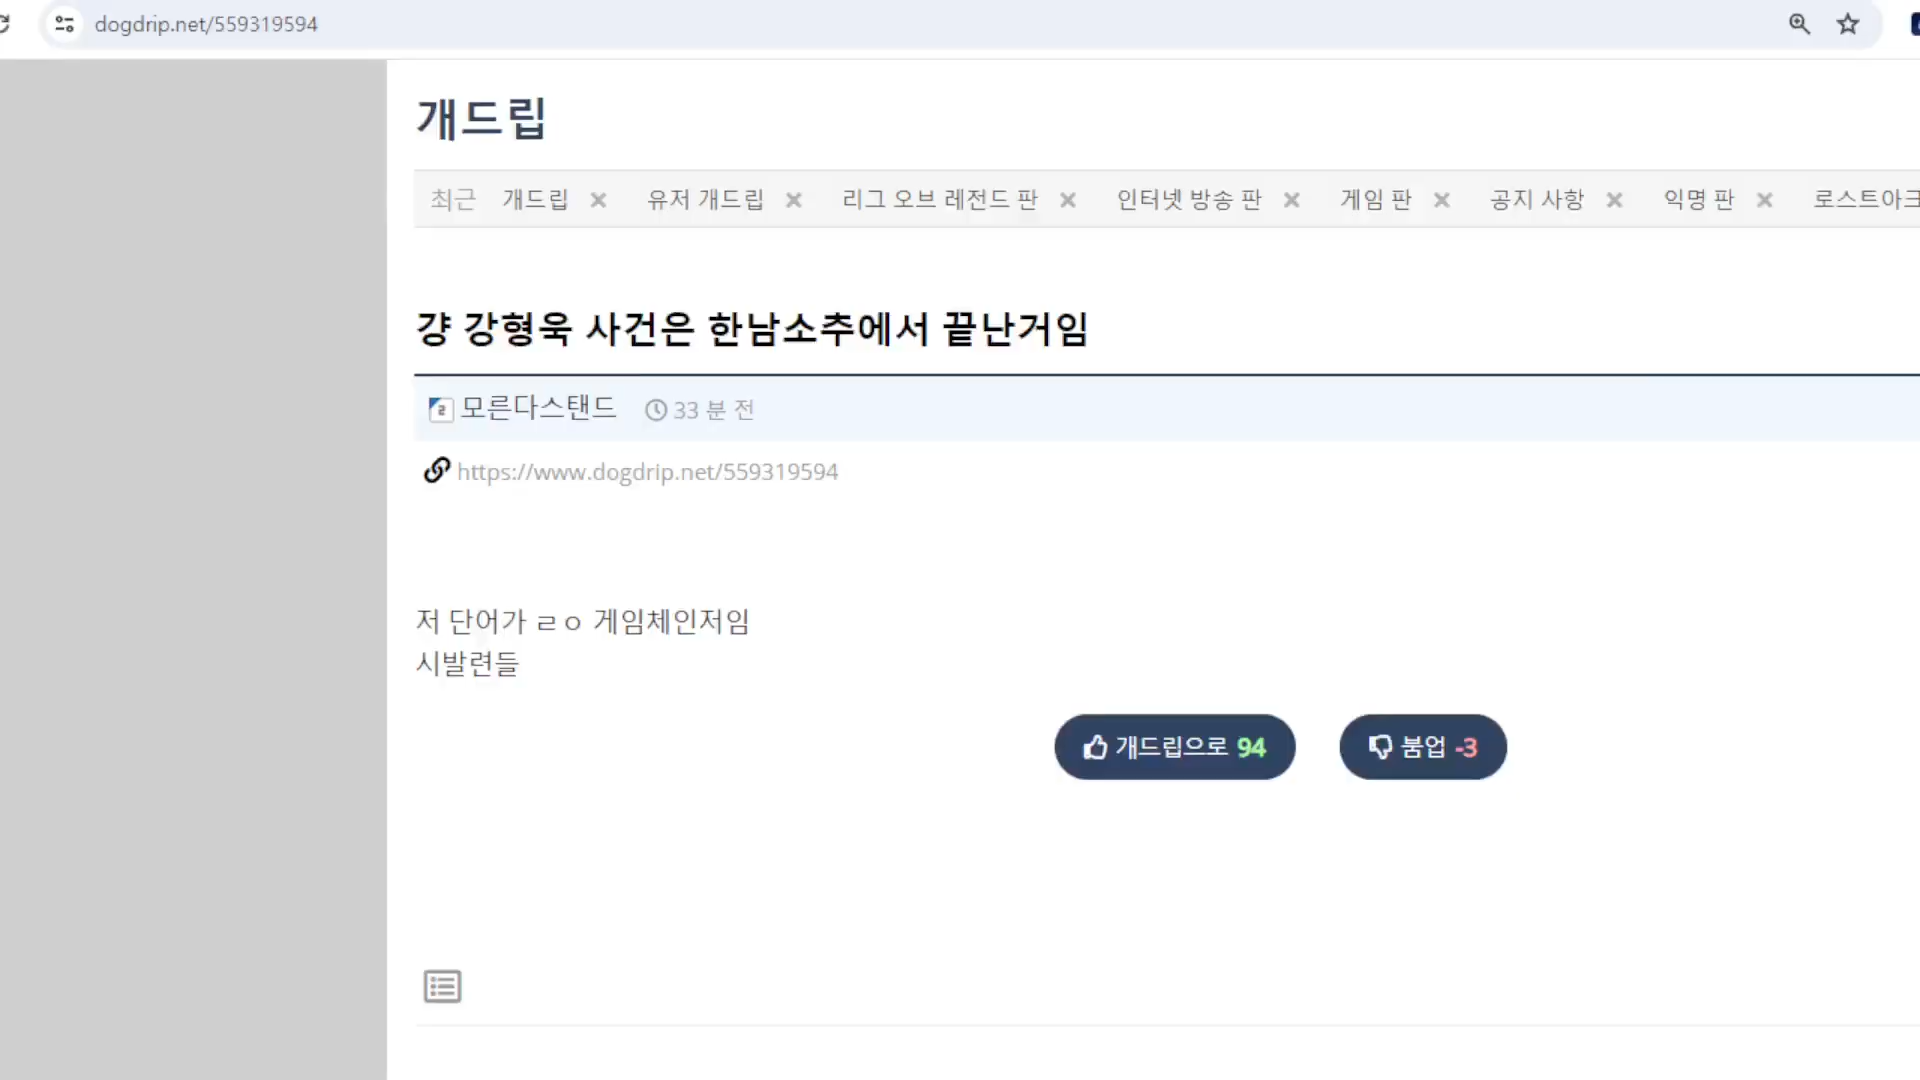 dogdrip.net/559319594
개드립
최근 개드립 유저 개드립 리그 오브 레전드 판 인터넷 방송 판 게임 판 공지 사항 익명 판 로스트아크
걍 강형욱 사건은 한남소추에서 끝난거임
2 모른다스탠드 33 분 전
https://www.dogdrip.net/559319594
저 단어가 ㄹㅇ 게임체인저임
시발련들
개드립으로 94 붐업 -3